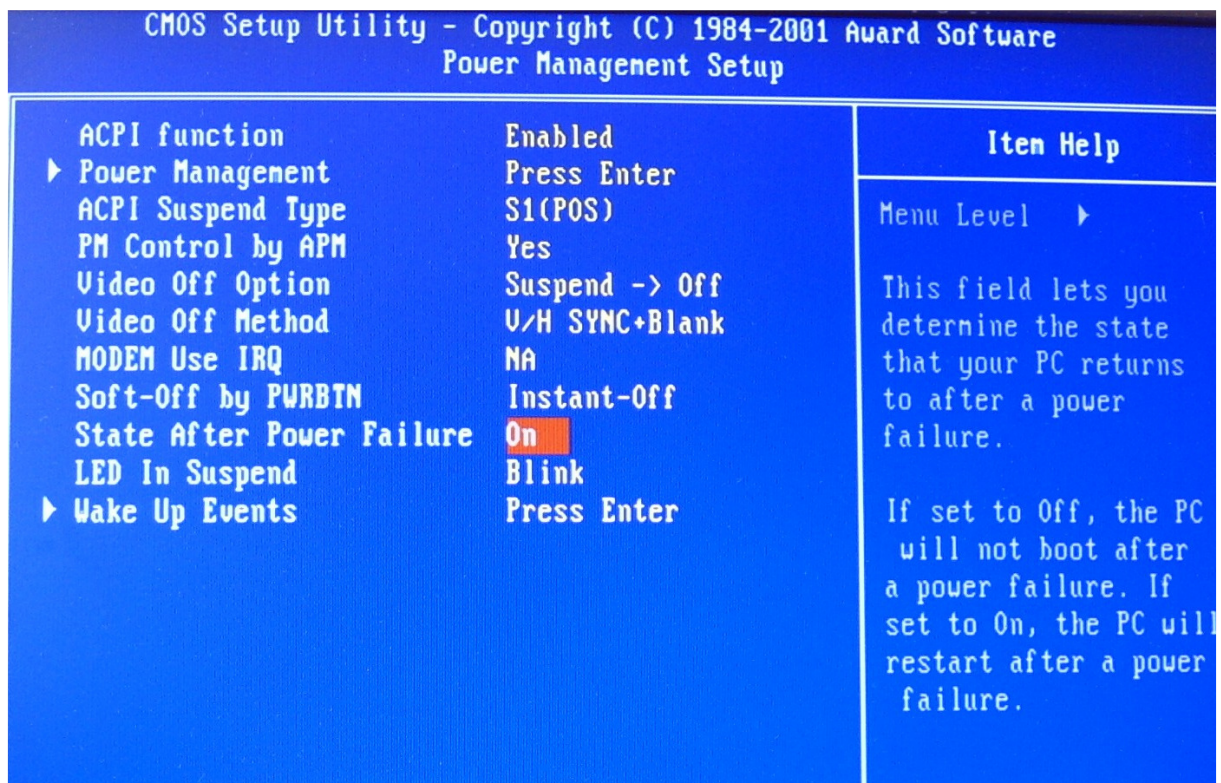 CMOS Setup Utility - Copyright (C) 1984-2001 Award Software
Power Management Setup
ACPI function Enabled
Power Management Press Enter
ACPI Suspend Type S1(POS)
PM Control by APM Yes
Video Off Option Suspend -> Off
Video Off Method V/H SYNC+Blank
MODEM Use IRQ NA
Soft-Off by PWRBTN Instant-Off
State After Power Failure On
LED In Suspend Blink
Wake Up Events Press Enter
Item Help
Menu Level
This field lets you
determine the state
that your PC returns
to after a power
failure.
If set to Off, the PC
will not boot after
a power failure. If
set to On, the PC will
restart after a power
failure.